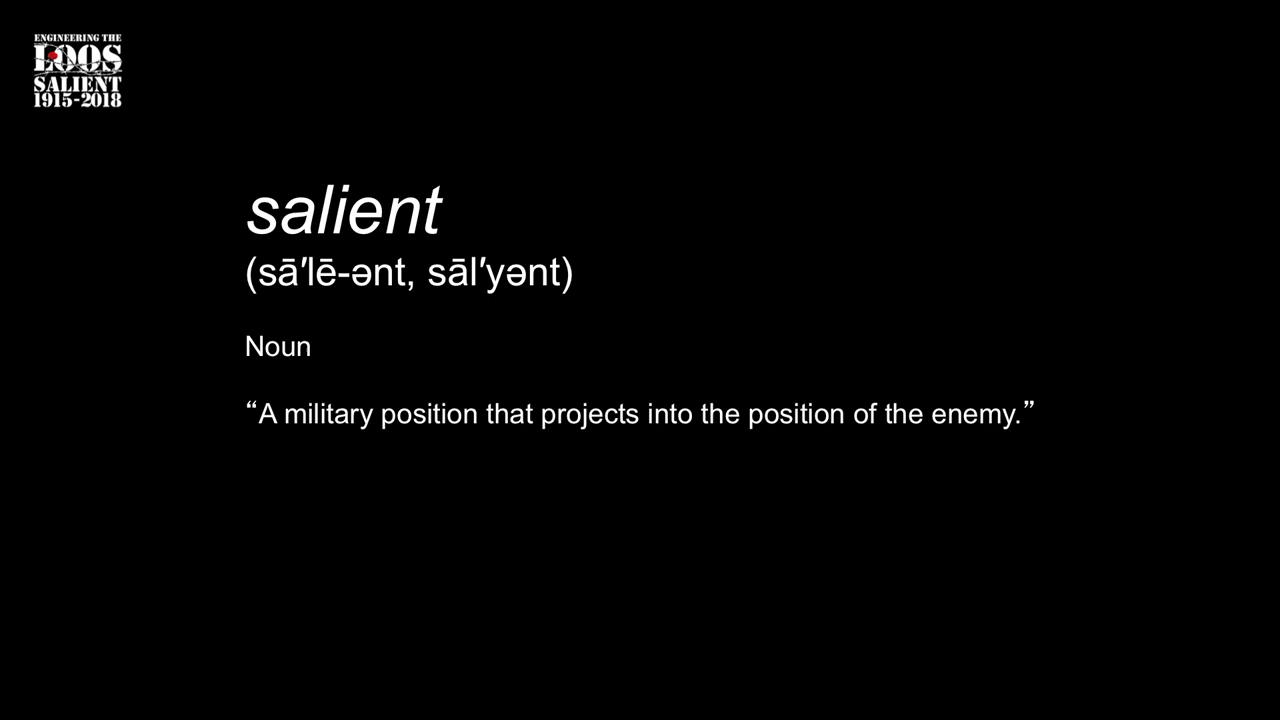 ENGINEERING THE
LOOS
SALIENT
1915-2018
salient
(sā′lē-ənt, sāl′yənt)
Noun
“A military position that projects into the position of the enemy.”